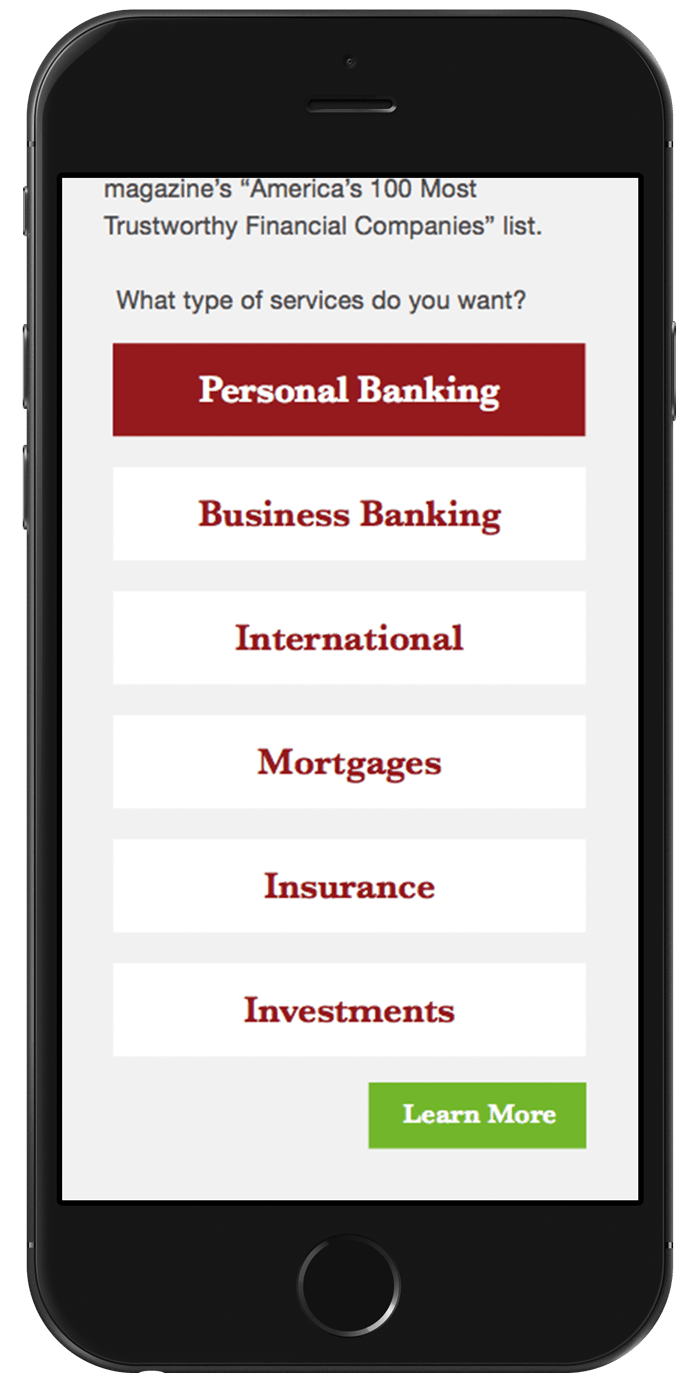 magazine’s “America’s 100 Most
Trustworthy Financial Companies” list.
What type of services do you want?
Personal Banking
Business Banking
International
Mortgages
Insurance
Investments
Learn More